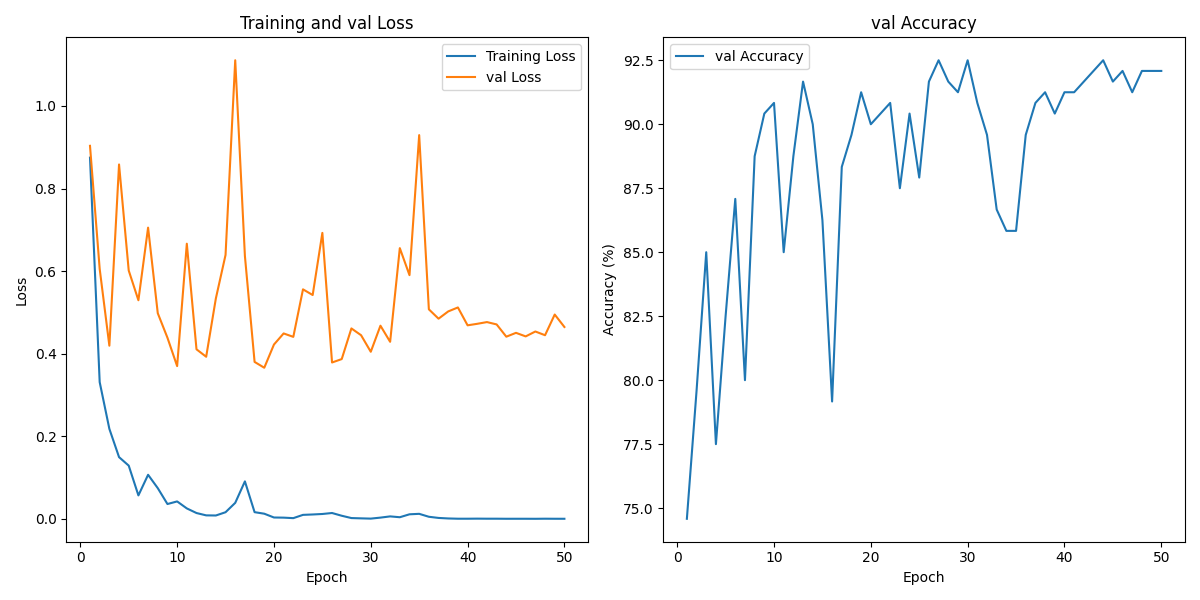 Training and val Loss
Training Loss
val Loss
Loss
1.0
0.8
0.6
0.4
0.2
0.0
0
10
20
30
40
50
Epoch
val Accuracy
val Accuracy
Accuracy (%)
92.5
90.0
87.5
85.0
82.5
80.0
77.5
75.0
0
10
20
30
40
50
Epoch